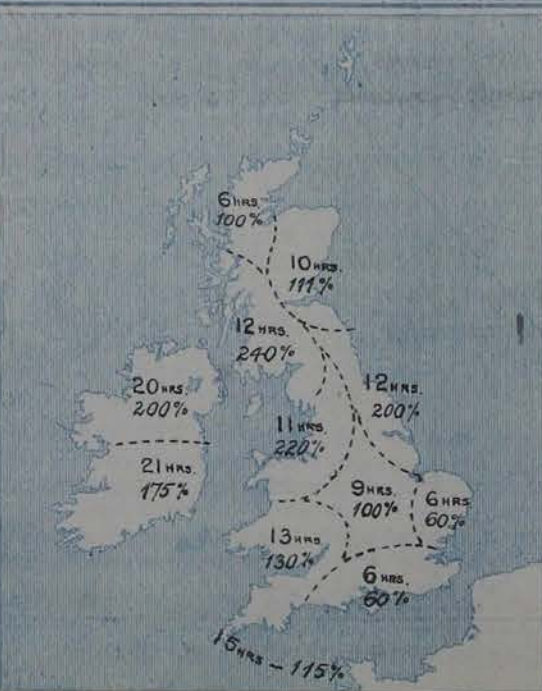 6 HRS.
100%
10 HRS.
111%
12 HRS.
240%
20 HRS.
200%
12 HRS.
200%
11 HRS.
220%
21 HRS.
175%
9 HRS.
100%
6 HRS
60%
13 HRS
130%
6 HRS.
60%
15 HRS – 115%